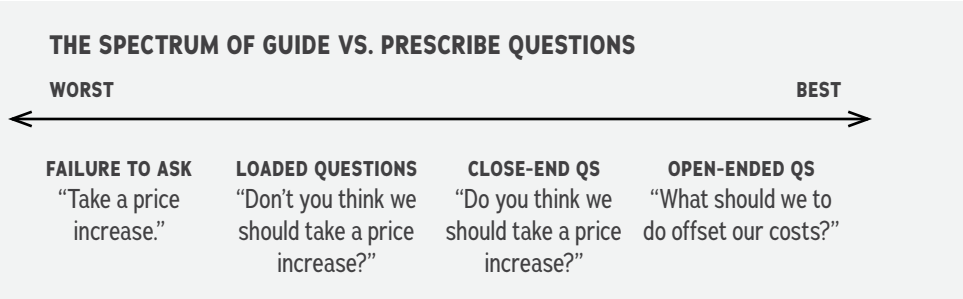 THE SPECTRUM OF GUIDE VS. PRESCRIBE QUESTIONS
WORST
BEST
FAILURE TO ASK
“Take a price
increase.”
LOADED QUESTIONS
“Don’t you think we
should take a price
increase?”
CLOSE-END QS
“Do you think we
should take a price
increase?”
OPEN-ENDED QS
“What should we to
do offset our costs?”